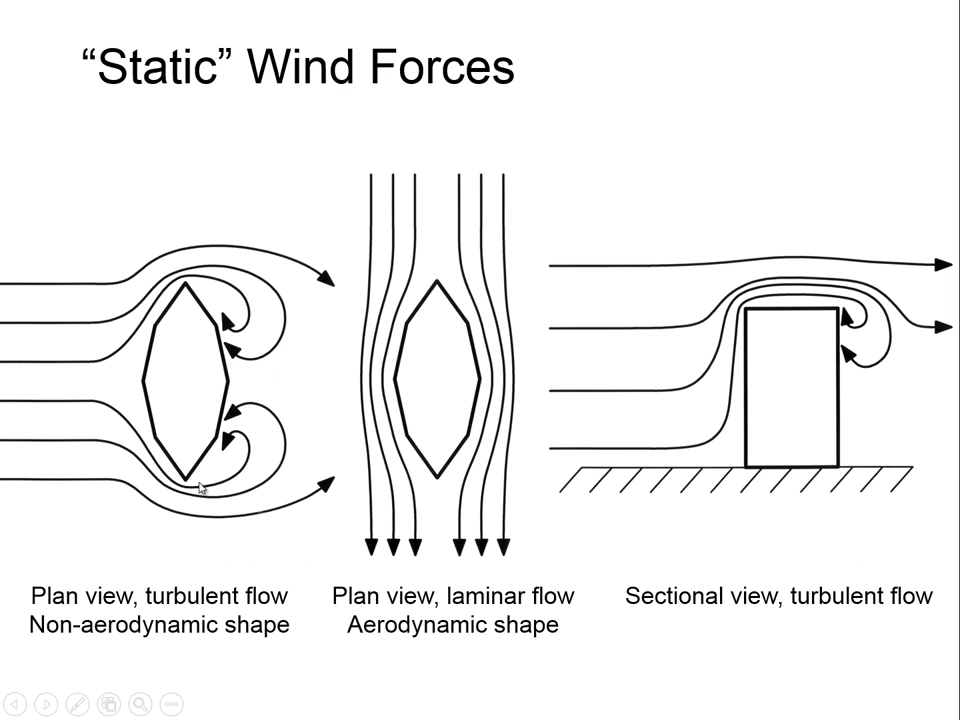 “Static” Wind Forces
Plan view, turbulent flow
Non-aerodynamic shape
Plan view, laminar flow
Aerodynamic shape
Sectional view, turbulent flow